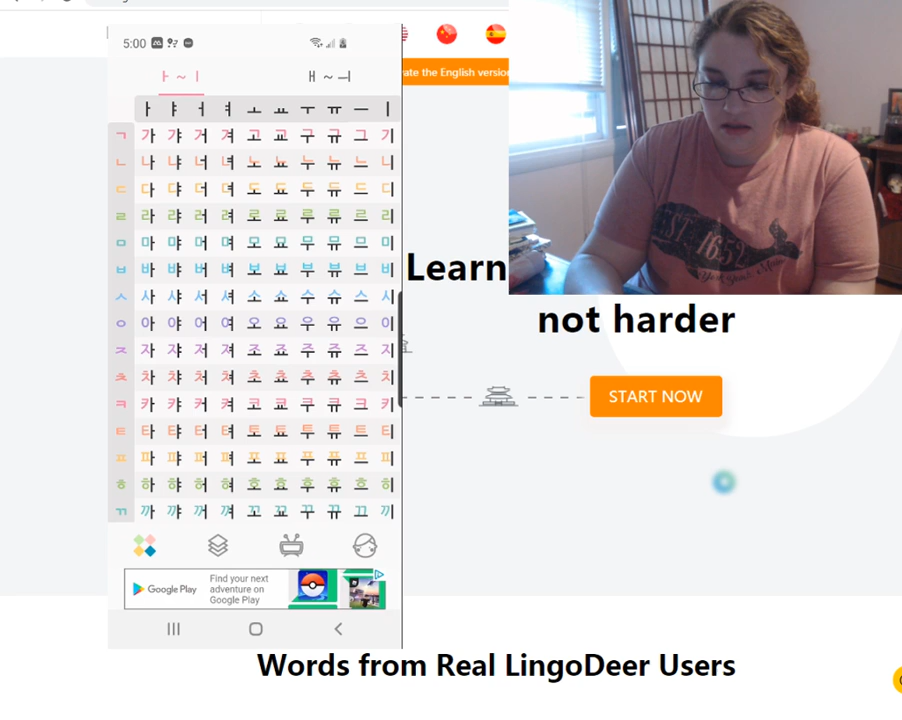 5:00
ㅏ ~ ㅣ ㅐ ~ ㅢ
ㅏ ㅑ ㅓ ㅕ ㅗ ㅛ ㅜ ㅠ ㅡ ㅣ
ㄱ 가 갸 거 겨 고 교 구 규 그 기
ㄴ 나 냐 너 녀 노 뇨 누 뉴 느 니
ㄷ 다 댜 더 뎌 도 됴 두 듀 드 디
ㄹ 라 랴 러 려 로 료 루 류 르 리
ㅁ 마 먀 머 며 모 묘 무 뮤 므 미
ㅂ 바 뱌 버 벼 보 뵤 부 뷰 브 비
ㅅ 사 샤 서 셔 소 쇼 수 슈 스 시
ㅇ 아 야 어 여 오 요 우 유 으 이
ㅈ 자 쟈 저 져 조 죠 주 쥬 즈 지
ㅊ 차 챠 처 쳐 초 쵸 추 츄 츠 치
ㅋ 카 캬 커 켜 코 쿄 쿠 큐 크 키
ㅌ 타 탸 터 텨 토 툐 투 튜 트 티
ㅍ 파 퍄 퍼 펴 포 표 푸 퓨 프 피
ㅎ 하 햐 허 혀 호 효 후 휴 흐 히
ㄲ 까 꺄 꺼 껴 꼬 꾜 꾸 뀨 끄 끼
Google Play
Find your next
adventure on
Google Play
ate the English version
EST. 1652
Learn
not harder
START NOW
Words from Real LingoDeer Users